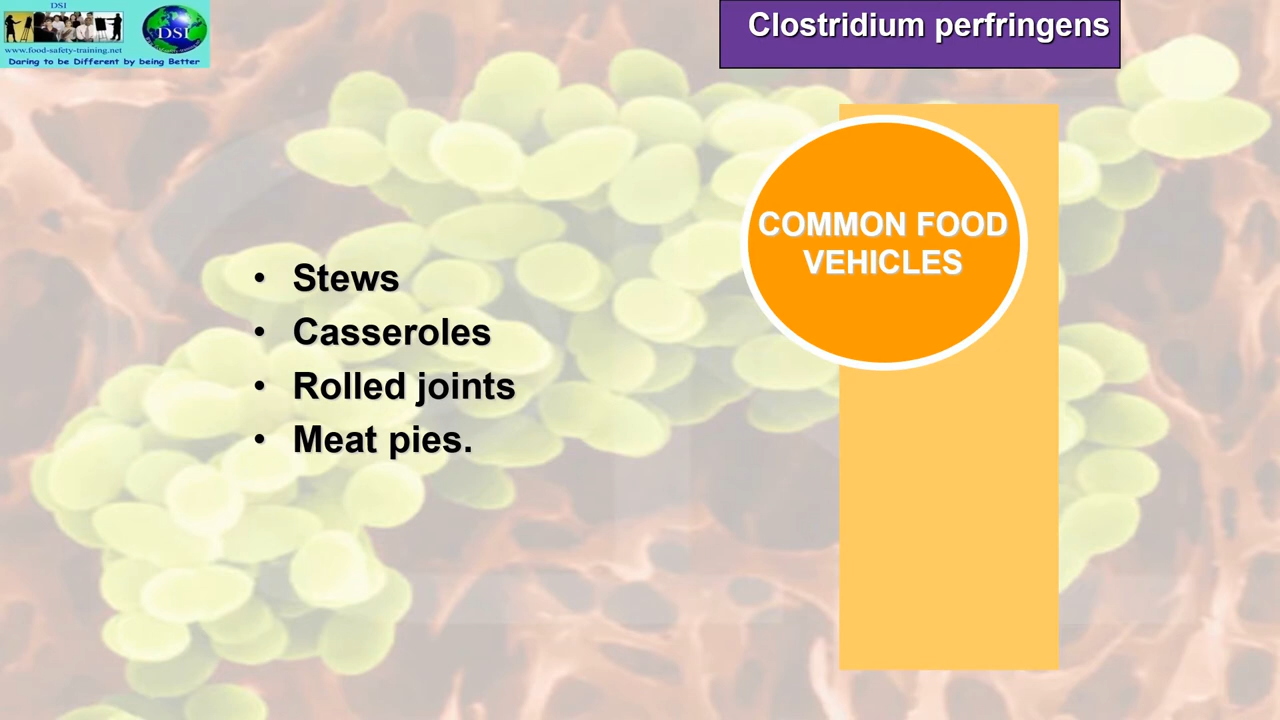 DSI
DSI
www.food-safety-training.net
Daring to be Different by being Better
Clostridium perfringens
COMMON FOOD
VEHICLES
• Stews
• Casseroles
• Rolled joints
• Meat pies.